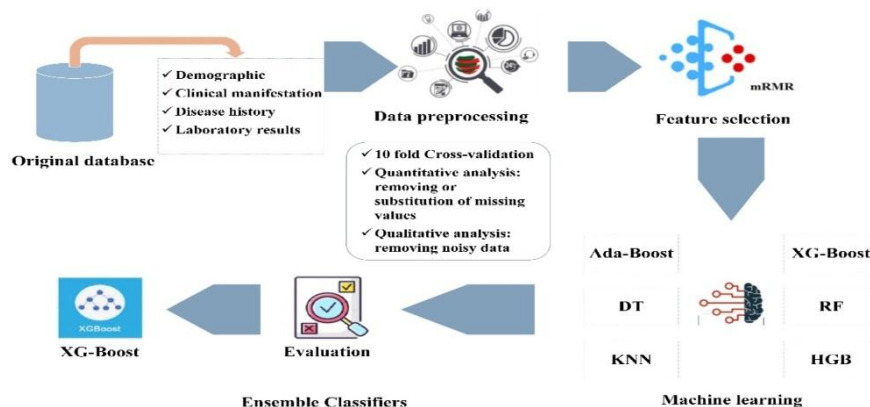 ✓ Demographic
✓ Clinical manifestation
✓ Disease history
✓ Laboratory results
Original database
Data preprocessing
mRMR
Feature selection
✓ 10 fold Cross-validation
✓ Quantitative analysis:
removing or
substitution of missing
values
✓ Qualitative analysis:
removing noisy data
Ada-Boost
XG-Boost
DT
RF
KNN
HGB
Machine learning
Evaluation
XGBoost
XG-Boost
Ensemble Classifiers